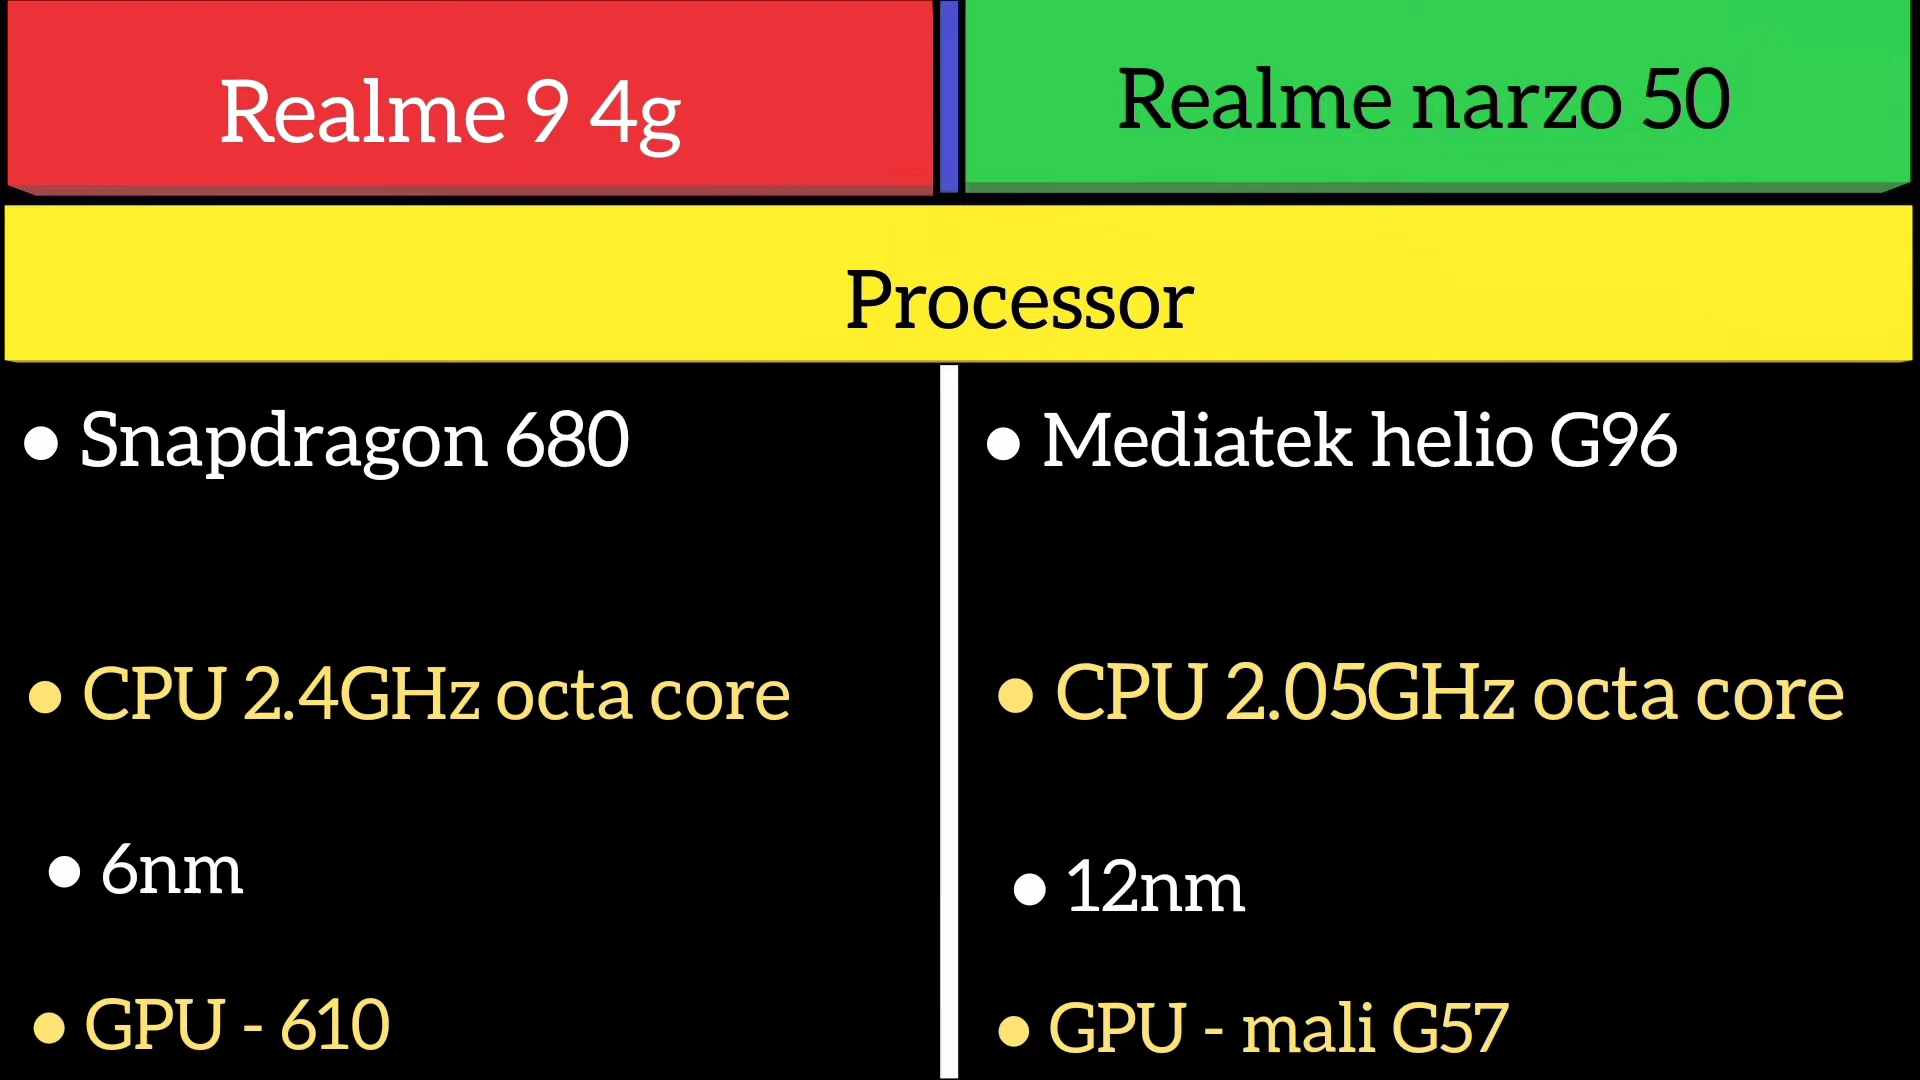 Realme 9 4g
Realme narzo 50
Processor
● Snapdragon 680
● Mediatek helio G96
● CPU 2.4GHz octa core
● CPU 2.05GHz octa core
● 6nm
● 12nm
● GPU - 610
● GPU - mali G57